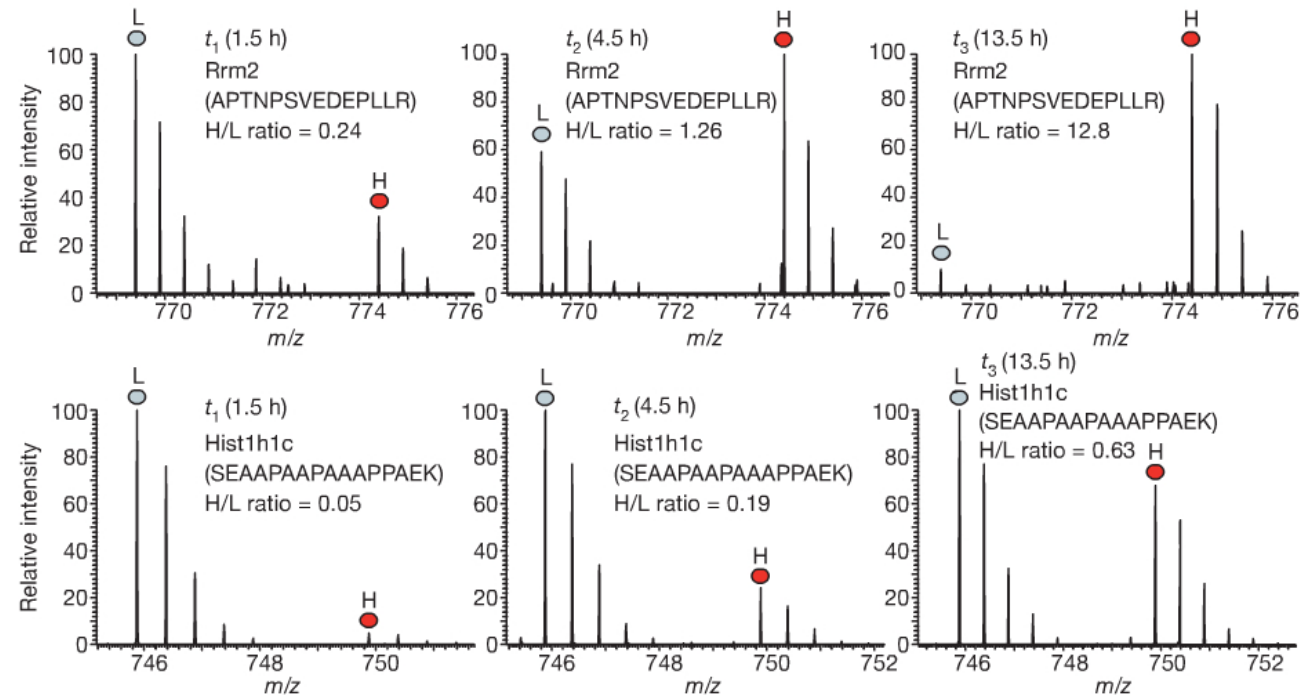 L
t1 (1.5 h)
Rrm2
(APTNPSVEDEPLLR)
H/L ratio = 0.24
H
100
80
60
40
20
0
Relative intensity
770
772
774
776
m/z
H
t2 (4.5 h)
Rrm2
(APTNPSVEDEPLLR)
H/L ratio = 1.26
L
100
80
60
40
20
0
770
772
774
776
m/z
H
t3 (13.5 h)
Rrm2
(APTNPSVEDEPLLR)
H/L ratio = 12.8
L
100
80
60
40
20
0
770
772
774
776
m/z
L
t1 (1.5 h)
Hist1h1c
(SEAAPAAPAAAPPAEK)
H/L ratio = 0.05
H
100
80
60
40
20
0
Relative intensity
746
748
750
m/z
L
t2 (4.5 h)
Hist1h1c
(SEAAPAAPAAAPPAEK)
H/L ratio = 0.19
H
100
80
60
40
20
0
746
748
750
752
m/z
t3 (13.5 h)
L
Hist1h1c
(SEAAPAAPAAAPPAEK)
H/L ratio = 0.63
H
100
80
60
40
20
0
746
748
750
752
m/z